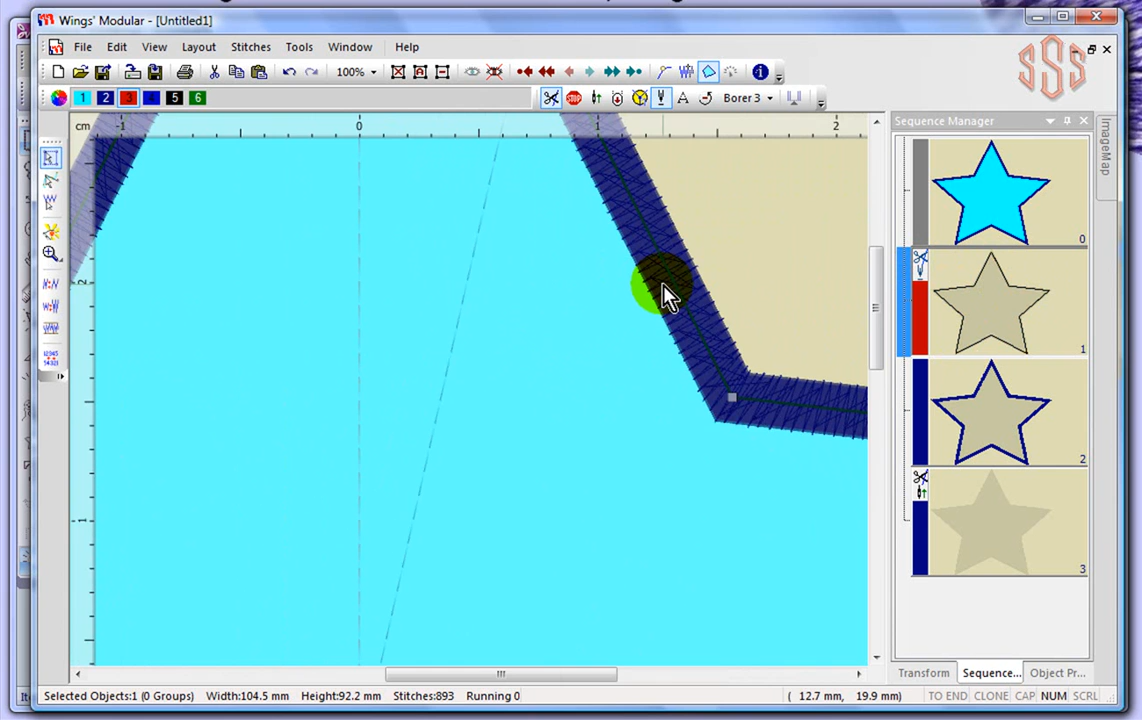 Wings' Modular - [Untitled1]
SSS
File Edit View Layout Stitches Tools Window Help
100%
1 2 3 4 5 6
A Borer 3
Sequence Manager
ImageMap
cm -1 0 1 2
0
2
1
2
1
3
Transform Sequence... Object Pr...
Selected Objects:1 (0 Groups) Width:104.5 mm Height:92.2 mm Stitches:893 Running 0 ( 12.7 mm, 19.9 mm) TO END CLONE CAP NUM SCRL